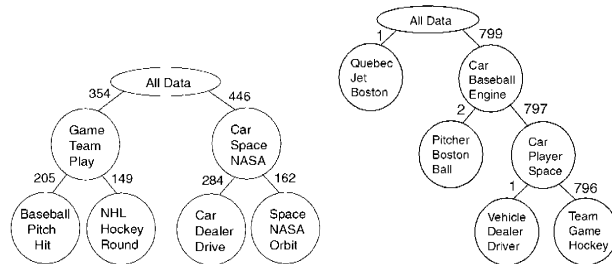 All Data
354
446
Game
Team
Play
Car
Space
NASA
205
149
284
162
Baseball
Pitch
Hit
NHL
Hockey
Round
Car
Dealer
Drive
Space
NASA
Orbit
All Data
1
799
Quebec
Jet
Boston
Car
Baseball
Engine
2
797
Pitcher
Boston
Ball
Car
Player
Space
1
796
Vehicle
Dealer
Driver
Team
Game
Hockey